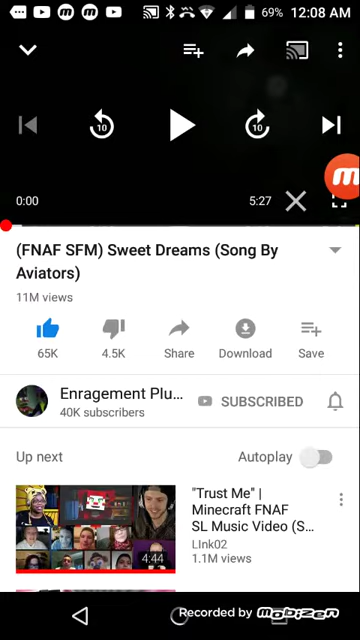 69% 12:08 AM
10
10
0:00
5:27
(FNAF SFM) Sweet Dreams (Song By
Aviators)
11M views
65K
4.5K
Share
Download
Save
Enragement Plu...
SUBSCRIBED
40K subscribers
Up next
Autoplay
"Trust Me" |
Minecraft FNAF
SL Music Video (S...
LInk02
1.1M views
4:44
Recorded by mobizen